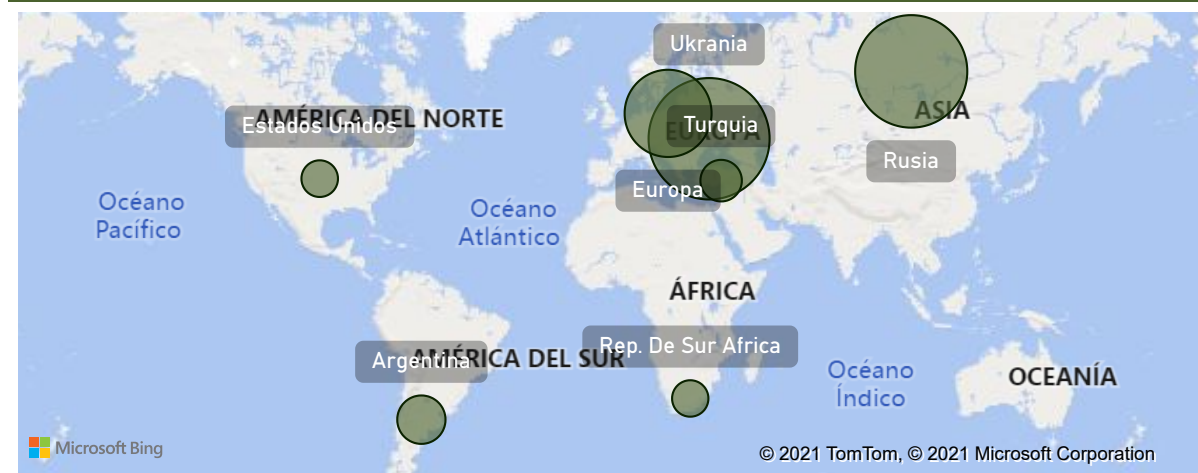 Ukrania
AMÉRICA DEL NORTE
Estados Unidos
EUROPA
Turquia
ASIA
Rusia
Europa
Océano
Pacífico
Océano
Atlántico
ÁFRICA
Rep. De Sur Africa
AMÉRICA DEL SUR
Argentina
Océano
Índico
OCEANÍA
Microsoft Bing
© 2021 TomTom, © 2021 Microsoft Corporation